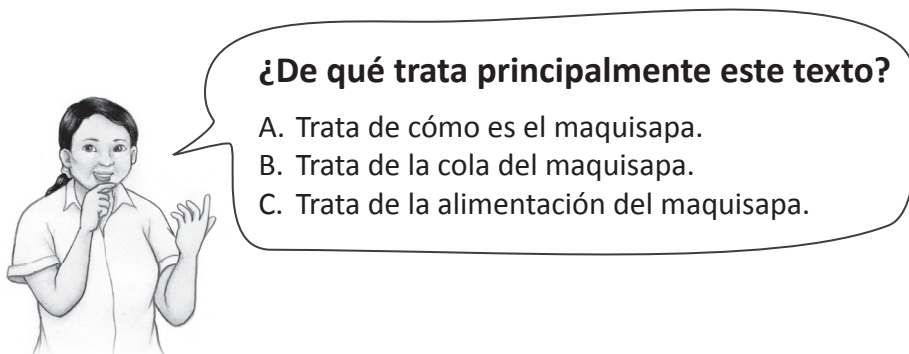 ¿De qué trata principalmente este texto?
A. Trata de cómo es el maquisapa.
B. Trata de la cola del maquisapa.
C. Trata de la alimentación del maquisapa.